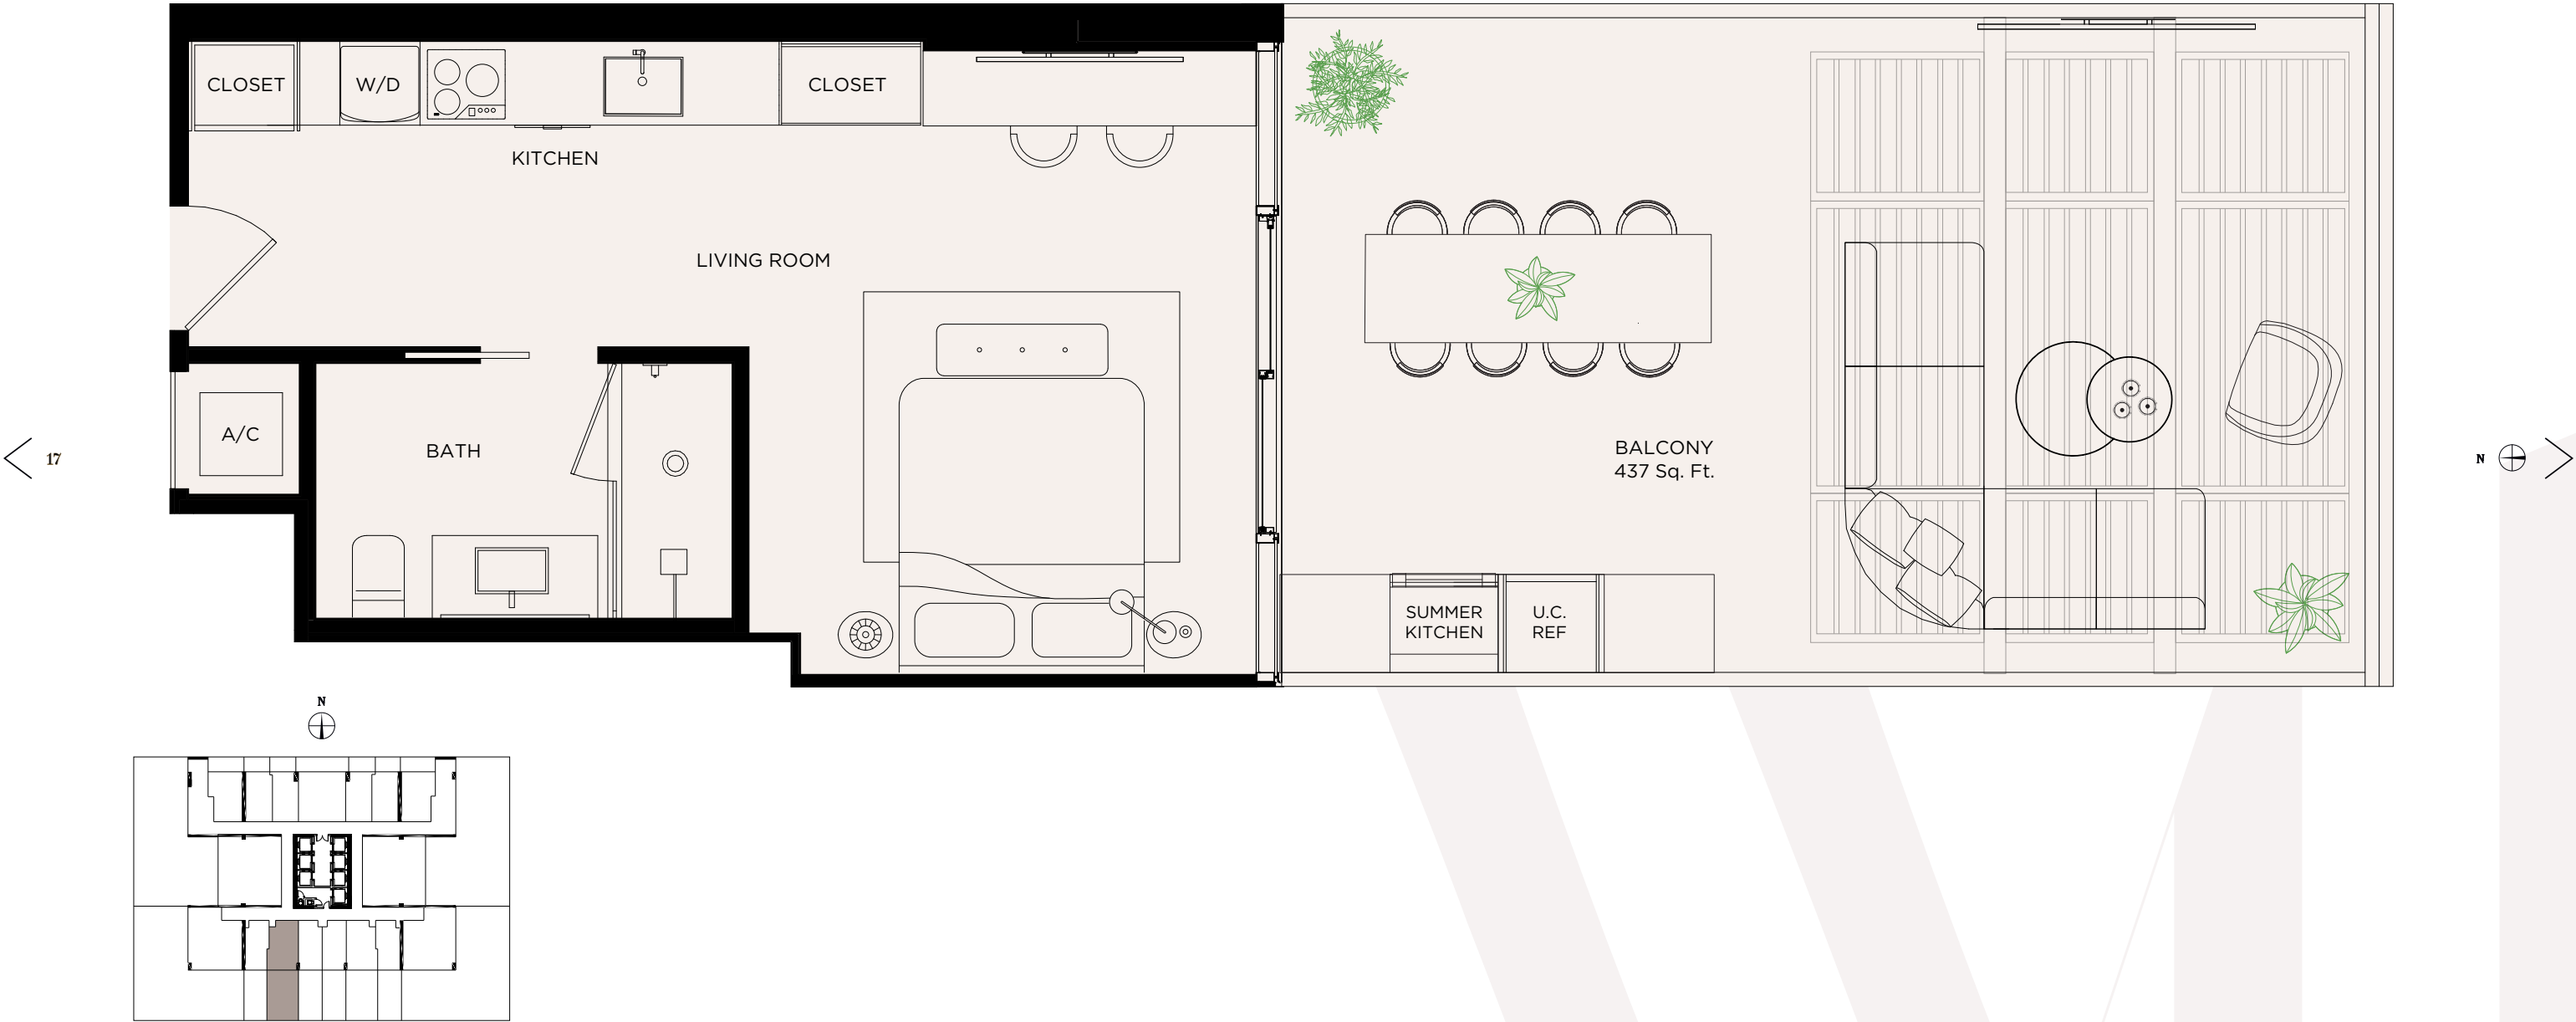 CLOSET
W/D
CLOSET
KITCHEN
LIVING ROOM
A/C
BATH
BALCONY
437 Sq. Ft.
17
N
SUMMER
KITCHEN
U.C.
REF
N